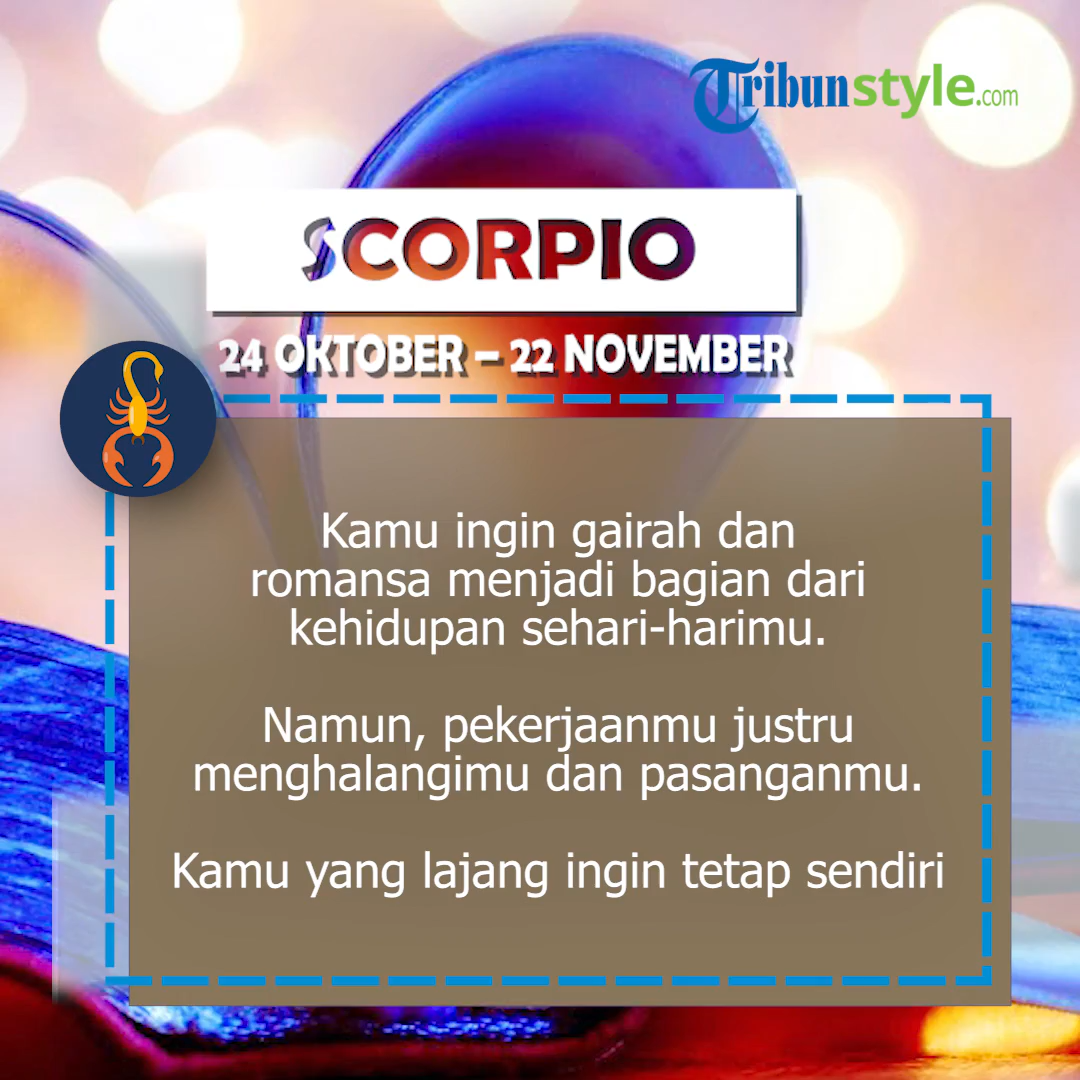 Tribunstyle.com
SCORPIO
24 OKTOBER – 22 NOVEMBER
Kamu ingin gairah dan
romansa menjadi bagian dari
kehidupan sehari-harimu.
Namun, pekerjaanmu justru
menghalangimu dan pasanganmu.
Kamu yang lajang ingin tetap sendiri